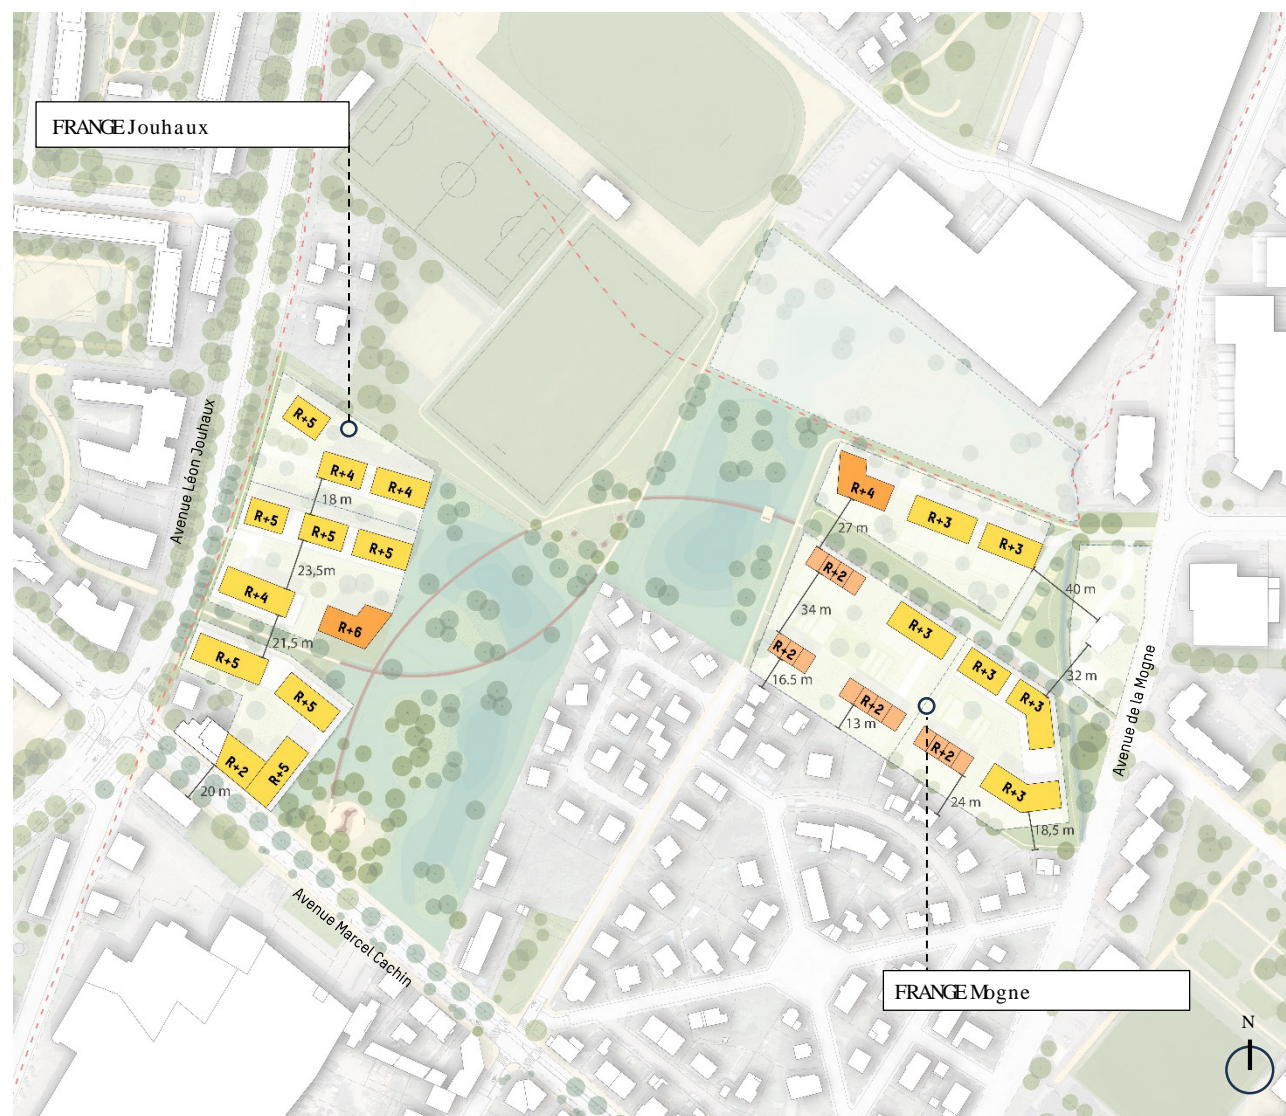 FRANGE Jouhaux
Avenue Léon Jouhaux
R+5
R+4
R+4
18 m
R+5
R+5
R+5
23,5m
R+4
R+6
21,5 m
R+5
R+5
R+2
R+5
20 m
Avenue Marcel Cachin
R+4
R+3
R+3
27 m
R+2
40 m
34 m
R+3
R+2
R+3
32 m
16.5 m
R+3
R+2
13 m
R+2
R+3
24 m
18,5 m
Avenue de la Mogne
FRANGE Mogne
N